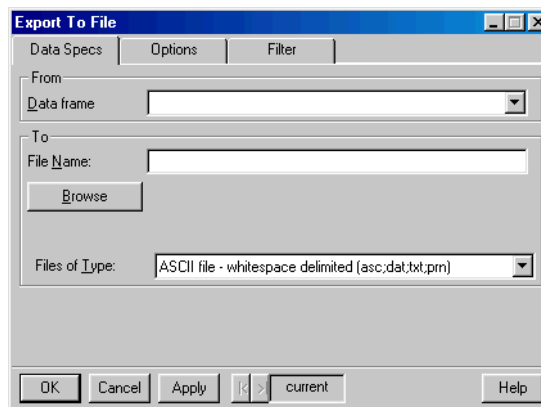 Export To File
Data Specs Options Filter
From
Data frame
To
File Name:
Browse
Files of Type: ASCII file - whitespace delimited (asc;dat;txt;prn)
OK Cancel Apply current Help